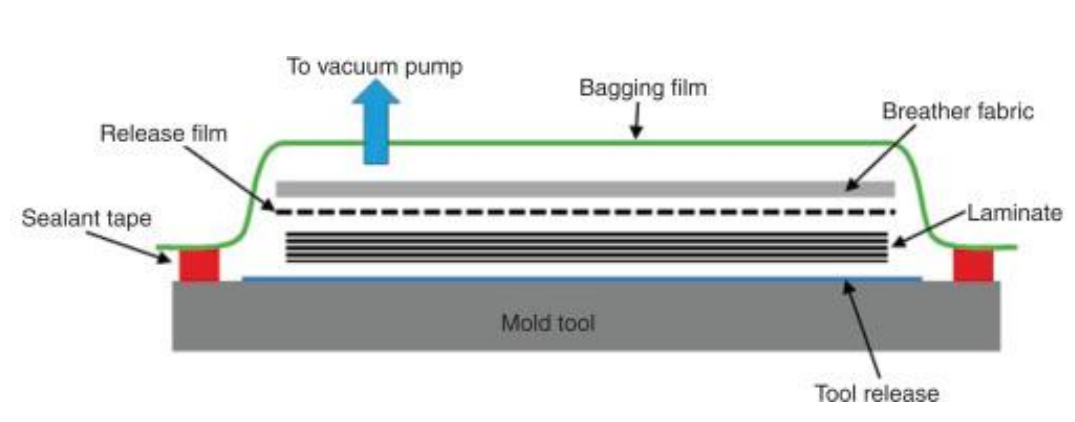 To vacuum pump
Bagging film
Breather fabric
Release film
Sealant tape
Laminate
Mold tool
Tool release